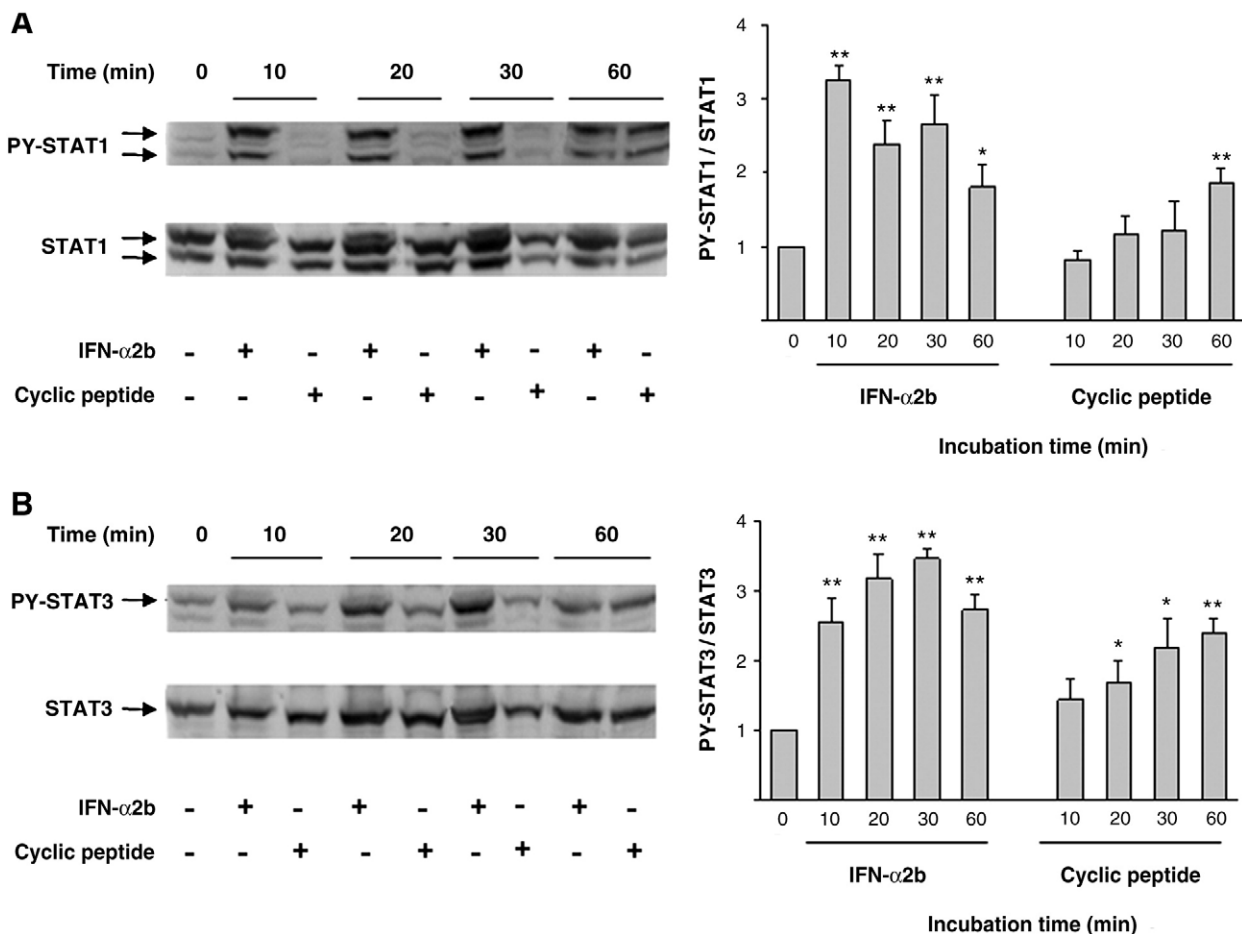 A
Time (min) 0 10 20 30 60
PY-STAT1
STAT1
IFN-α2b - + - + - + - + -
Cyclic peptide - - + - + - + - +
4
3
2
1
PY-STAT1 / STAT1
** ** ** * **
0 10 20 30 60 10 20 30 60
IFN-α2b Cyclic peptide
Incubation time (min)
B
Time (min) 0 10 20 30 60
PY-STAT3
STAT3
IFN-α2b - + - + - + - + -
Cyclic peptide - - + - + - + - +
4
3
2
1
PY-STAT3 / STAT3
** ** ** ** * * **
0 10 20 30 60 10 20 30 60
IFN-α2b Cyclic peptide
Incubation time (min)